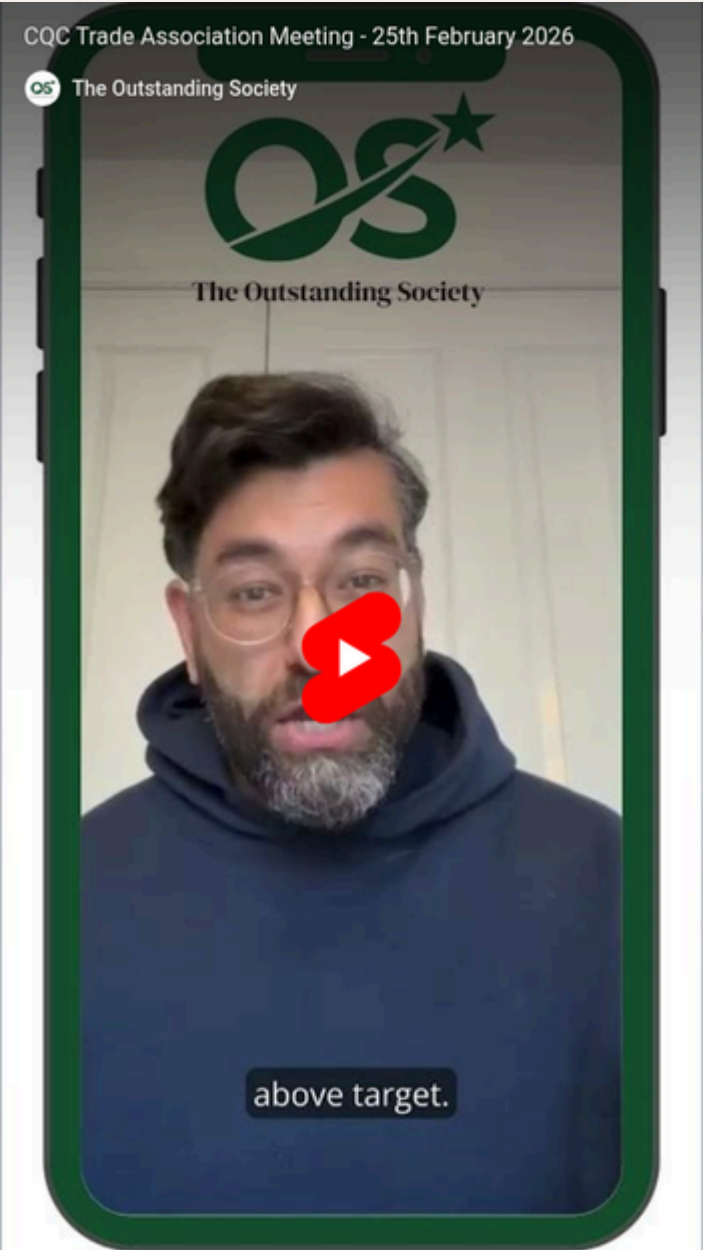 CQC Trade Association Meeting - 25th February 2026
OS The Outstanding Society
OS
The Outstanding Society
above target.